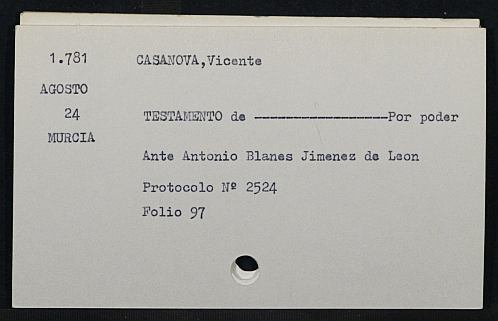 1.781 CASANOVA,Vicente
AGOSTO
24 TESTAMENTO de -----------------Por poder
MURCIA
Ante Antonio Blanes Jimenez de Leon
Protocolo Nº 2524
Folio 97